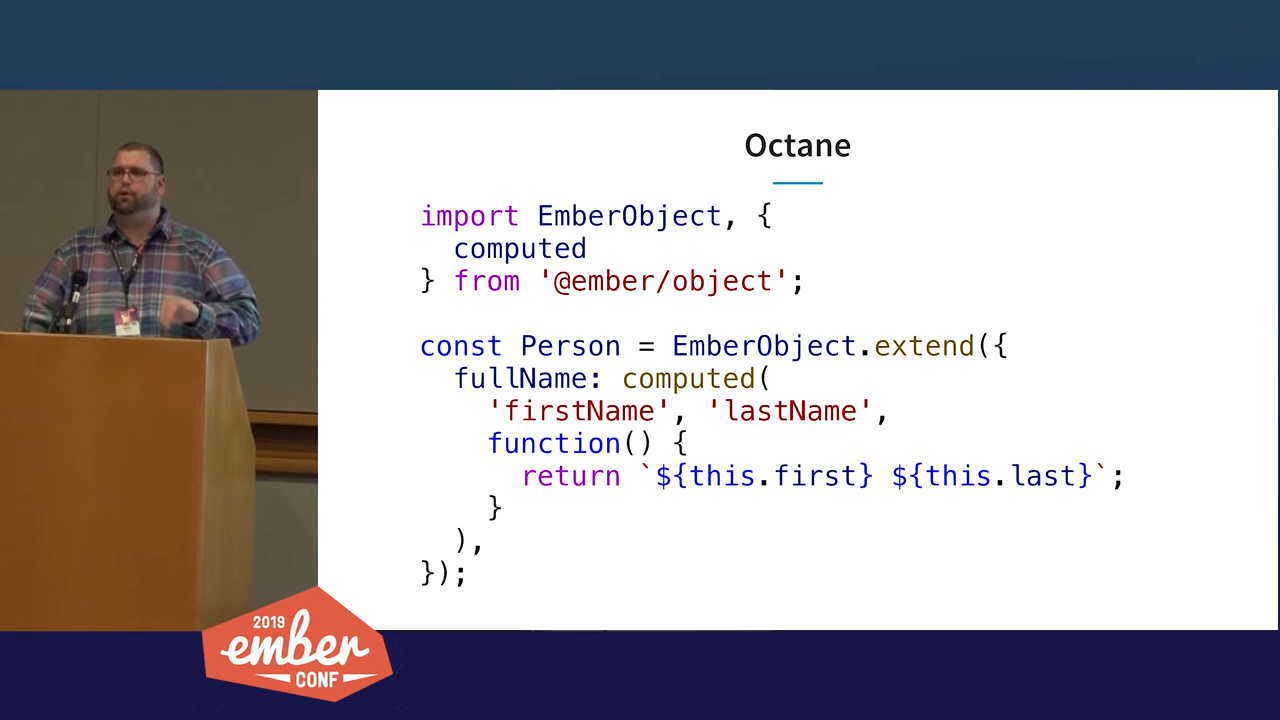 Octane
import EmberObject, {
  computed
} from '@ember/object';

const Person = EmberObject.extend({
  fullName: computed(
    'firstName', 'lastName',
    function() {
      return `${this.first} ${this.last}`;
    }
  ),
});
2019
ember
CONF